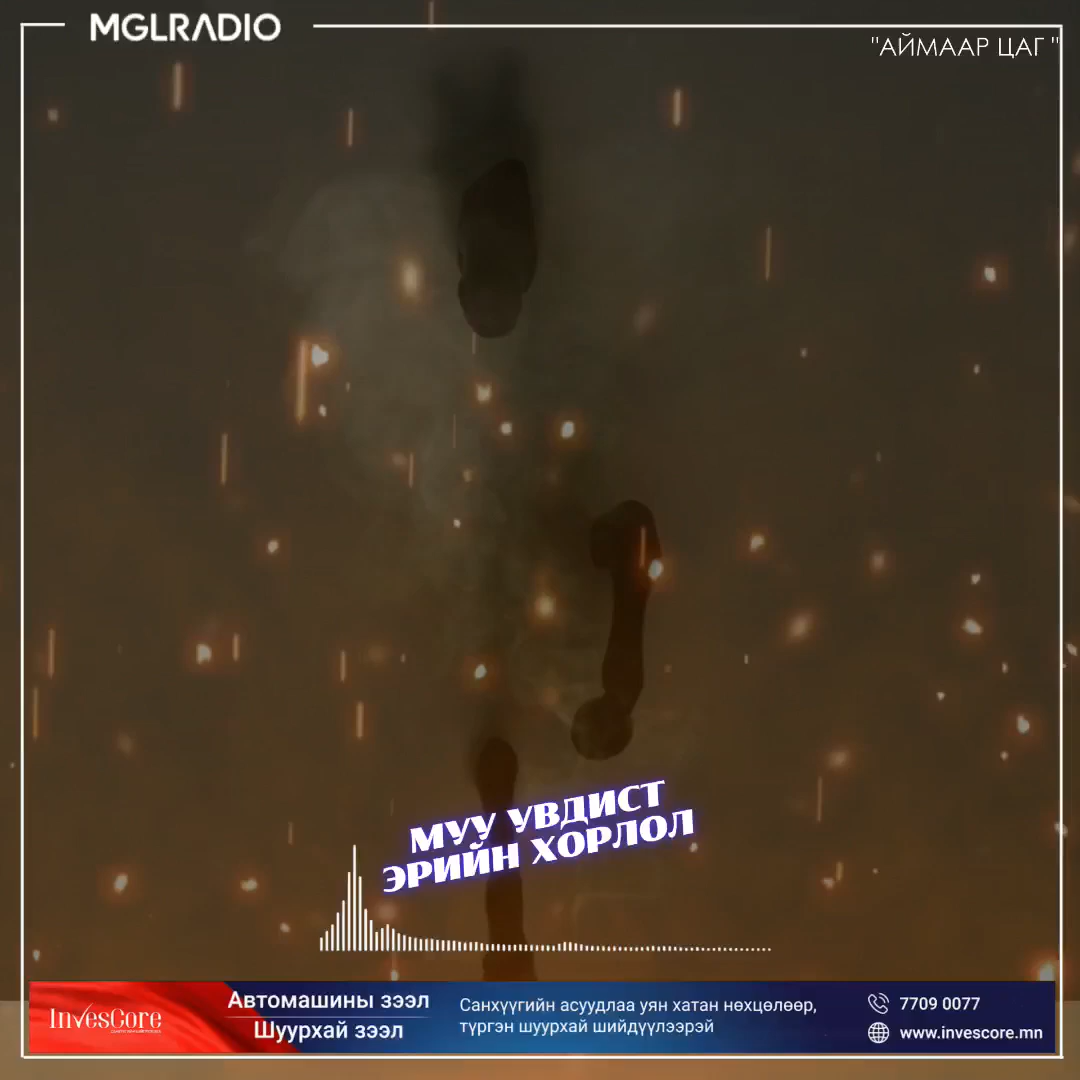 MGLRADIO
"АЙМААР ЦАГ "
МУУ УВДИСТ
ЭРИЙН ХОРЛОЛ
InvesCore
Автомашины зээл
Шуурхай зээл
Санхүүгийн асуудлаа уян хатан нөхцөлөөр,
түргэн шуурхай шийдүүлээрэй
7709 0077
www.invescore.mn